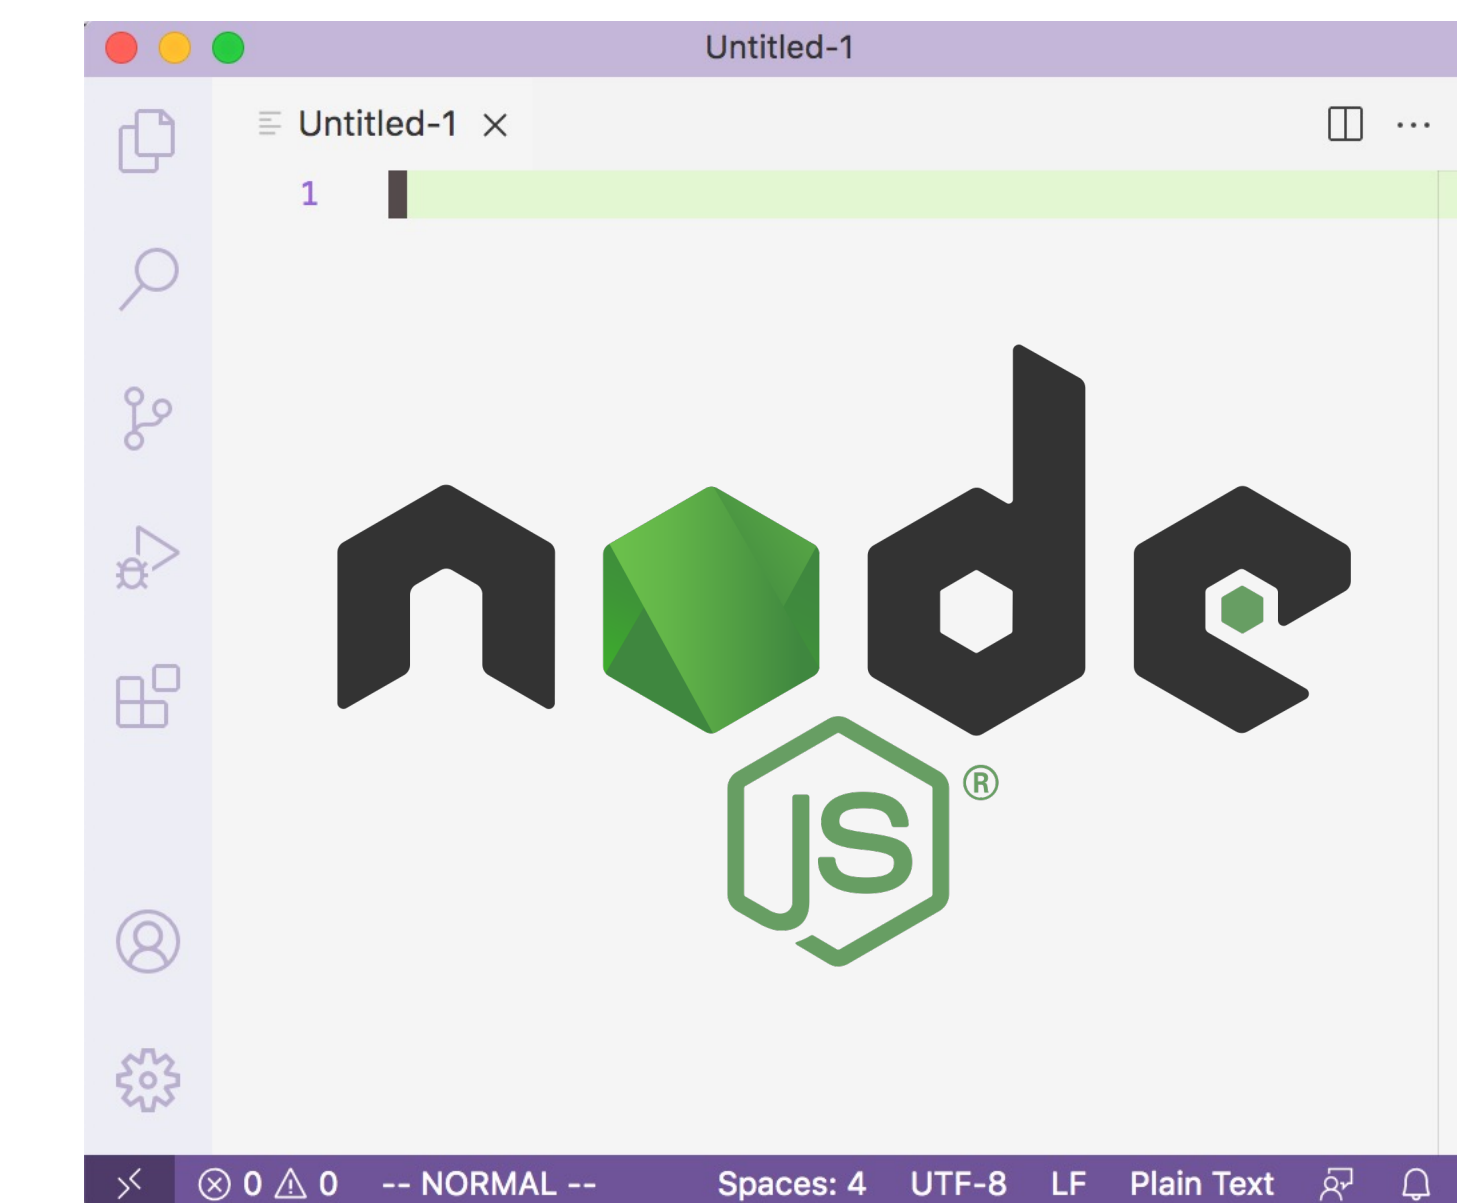 Untitled-1
Untitled-1
1
node
JS®
0 0 -- NORMAL -- Spaces: 4 UTF-8 LF Plain Text